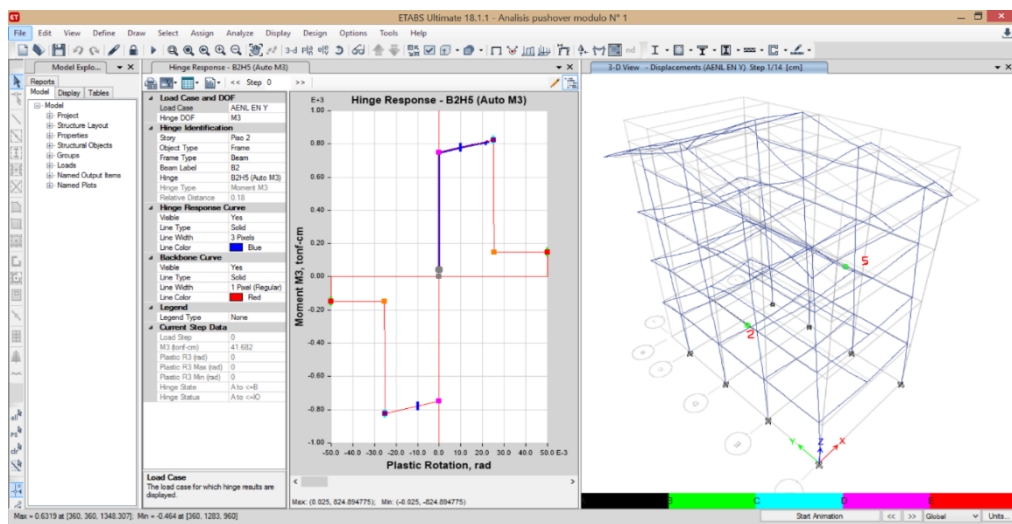 ETABS Ultimate 18.1.1 - Analisis pushover modulo N° 1
File Edit View Define Draw Select Assign Analyze Display Design Options Tools Help
Model Explo...
Reports
Model Display Tables
Model
Project
Structure Layout
Properties
Structural Objects
Groups
Loads
Named Output Items
Named Plots
Hinge Response - B2H5 (Auto M3)
<< Step 0 >>
Load Case and DOF
Load Case AENL EN Y
Hinge DOF M3
Hinge Identification
Story Piso 2
Object Type Frame
Frame Type Beam
Beam Label B2
Hinge B2H5 (Auto M3)
Hinge Type Moment M3
Relative Distance 0.18
Hinge Response Curve
Visible Yes
Line Type Solid
Line Width 3 Pixels
Line Color Blue
Backbone Curve
Visible Yes
Line Type Solid
Line Width 1 Pixel (Regular)
Line Color Red
Legend
Legend Type None
Current Step Data
Load Step 0
M3 (tonf-cm) 41.682
Plastic R3 (rad) 0
Plastic R3 Max (rad) 0
Plastic R3 Min (rad) 0
Hinge State A to <=B
Hinge Status A to <=IO
Load Case
The load case for which hinge results are
displayed.
Hinge Response - B2H5 (Auto M3)
E+3
1.00
0.80
0.60
0.40
0.20
0.00
-0.20
-0.40
-0.60
-0.80
-1.00
Moment M3, tonf-cm
-50.0 -40.0 -30.0 -20.0 -10.0 0.0 10.0 20.0 30.0 40.0 50.0 E-3
Plastic Rotation, rad
Max: (0.025, 824.894775); Min: (-0.025, -824.894775)
3-D View - Displacements (AENL EN Y) Step 1/14 [cm]
5
2
Y Z X
B C D E
Max = 0.6319 at [360, 360, 1348.307]; Min = -0.464 at [360, 1283, 960]
Start Animation << >> Global Units...